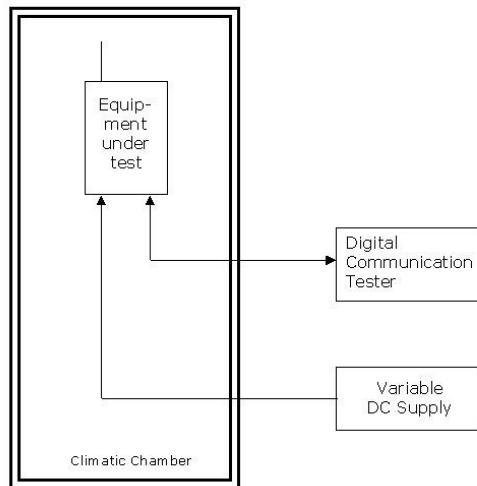 Equip-
ment
under
test
Digital
Communication
Tester
Variable
DC Supply
Climatic Chamber